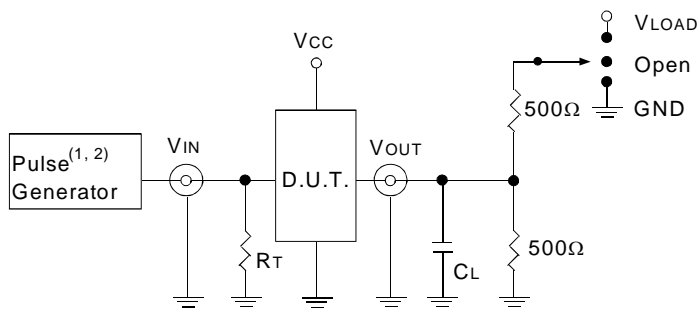 VLOAD
VCC
Open
500Ω
GND
VIN
VOUT
Pulse(1, 2)
Generator
D.U.T.
RT
CL
500Ω